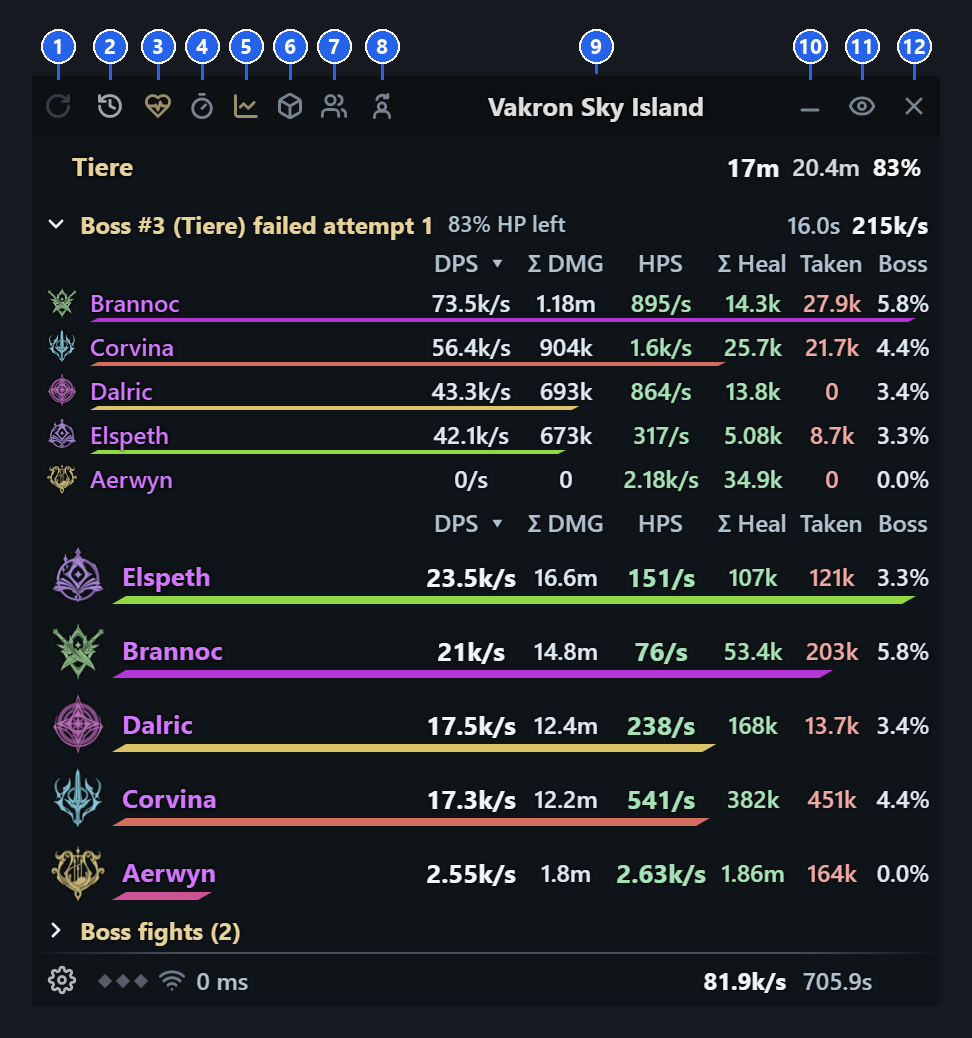 1 2 3 4 5 6 7 8 9 10 11 12
Vakron Sky Island
Tiere 17m 20.4m 83%
Boss #3 (Tiere) failed attempt 1 83% HP left 16.0s 215k/s
DPS ▼ Σ DMG HPS Σ Heal Taken Boss
Brannoc 73.5k/s 1.18m 895/s 14.3k 27.9k 5.8%
Corvina 56.4k/s 904k 1.6k/s 25.7k 21.7k 4.4%
Dalric 43.3k/s 693k 864/s 13.8k 0 3.4%
Elspeth 42.1k/s 673k 317/s 5.08k 8.7k 3.3%
Aerwyn 0/s 0 2.18k/s 34.9k 0 0.0%
DPS ▼ Σ DMG HPS Σ Heal Taken Boss
Elspeth 23.5k/s 16.6m 151/s 107k 121k 3.3%
Brannoc 21k/s 14.8m 76/s 53.4k 203k 5.8%
Dalric 17.5k/s 12.4m 238/s 168k 13.7k 3.4%
Corvina 17.3k/s 12.2m 541/s 382k 451k 4.4%
Aerwyn 2.55k/s 1.8m 2.63k/s 1.86m 164k 0.0%
Boss fights (2)
0 ms 81.9k/s 705.9s